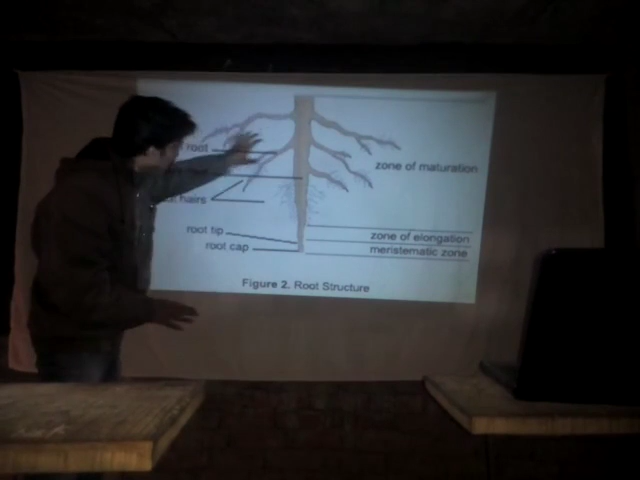 root
zone of maturation
hairs
root tip
zone of elongation
root cap
meristematic zone
Figure 2. Root Structure